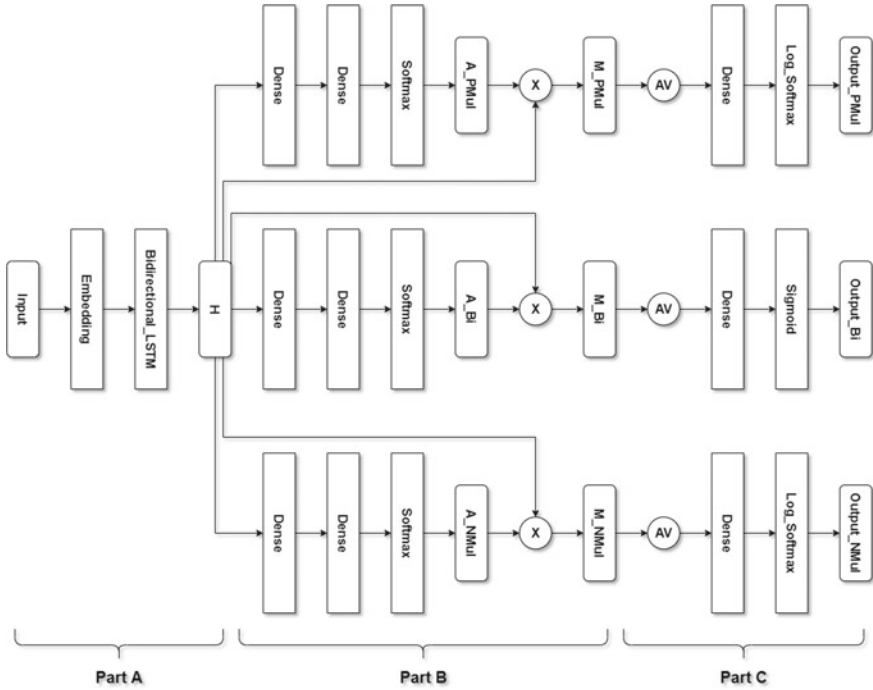 Dense
Dense
Softmax
A_PMul
X
M_PMul
AV
Dense
Log_Softmax
Output_PMul
Input
Embedding
Bidirectional_LSTM
H
Dense
Dense
Softmax
A_Bi
X
M_Bi
AV
Dense
Sigmoid
Output_Bi
Dense
Dense
Softmax
A_NMul
X
M_NMul
AV
Dense
Log_Softmax
Output_NMul
Part A
Part B
Part C